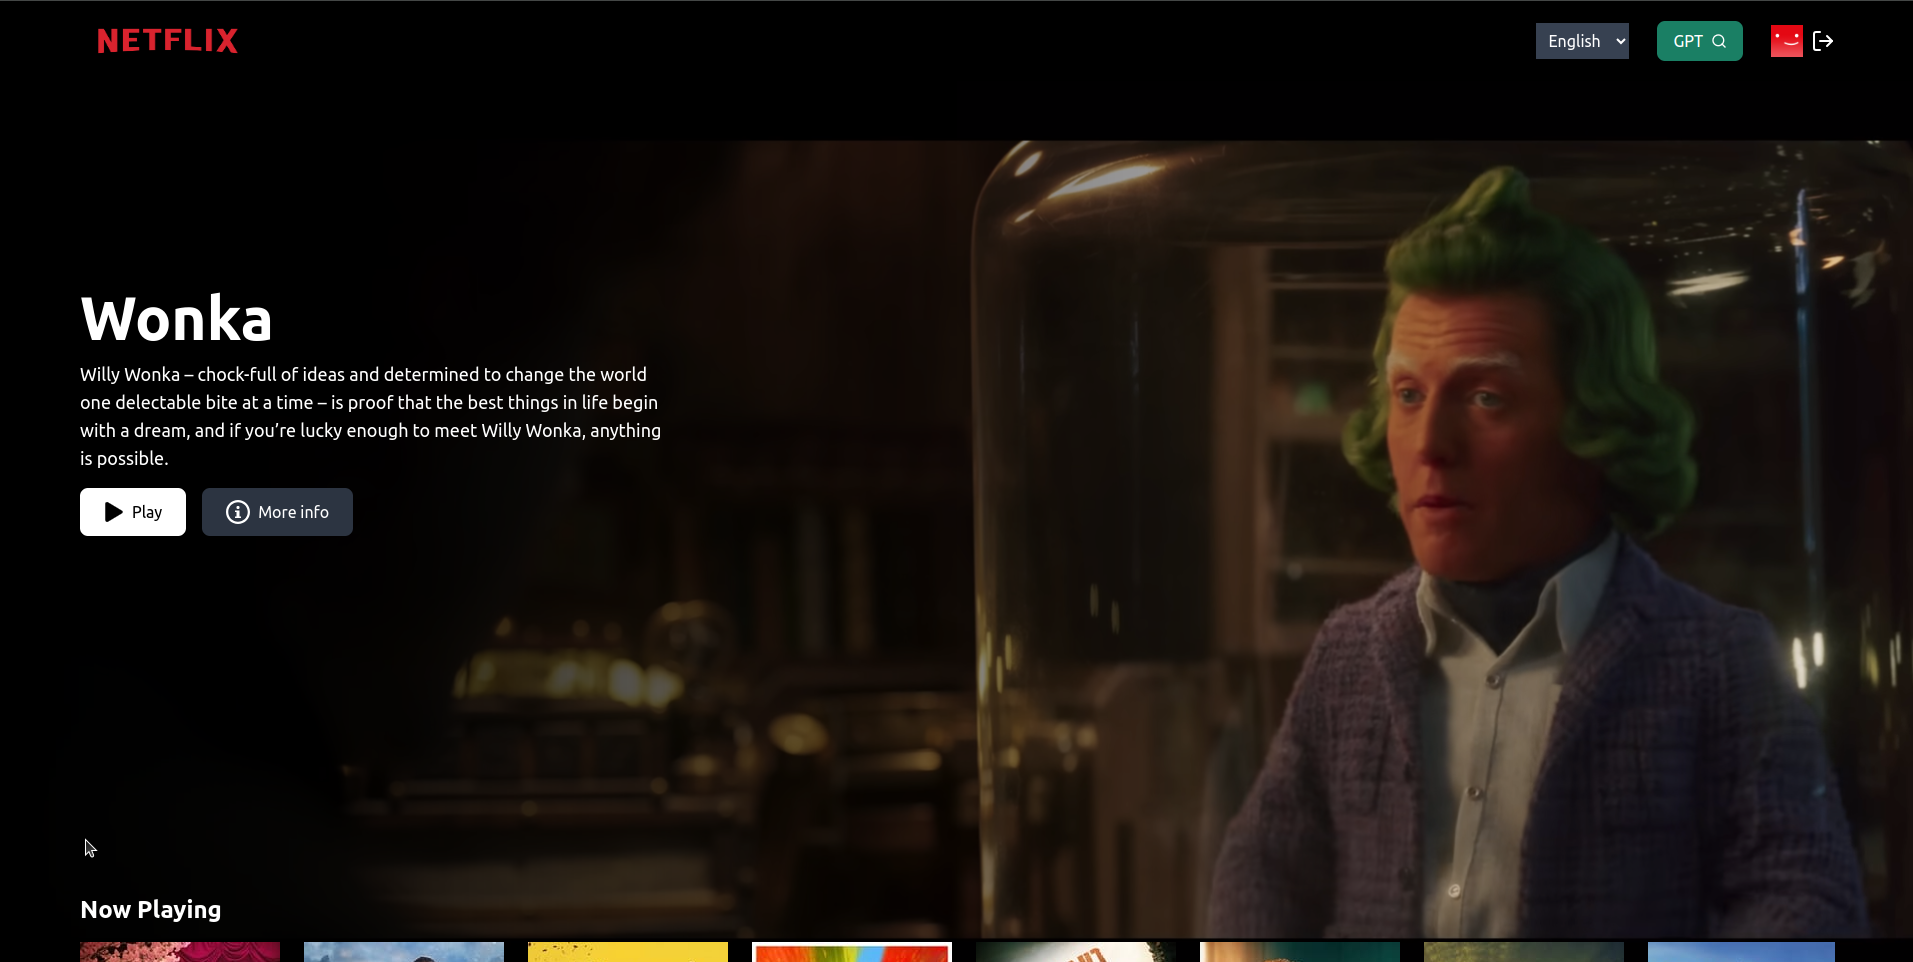 NETFLIX
English
GPT
Wonka
Willy Wonka – chock-full of ideas and determined to change the world
one delectable bite at a time – is proof that the best things in life begin
with a dream, and if you’re lucky enough to meet Willy Wonka, anything
is possible.
Play
More info
Now Playing